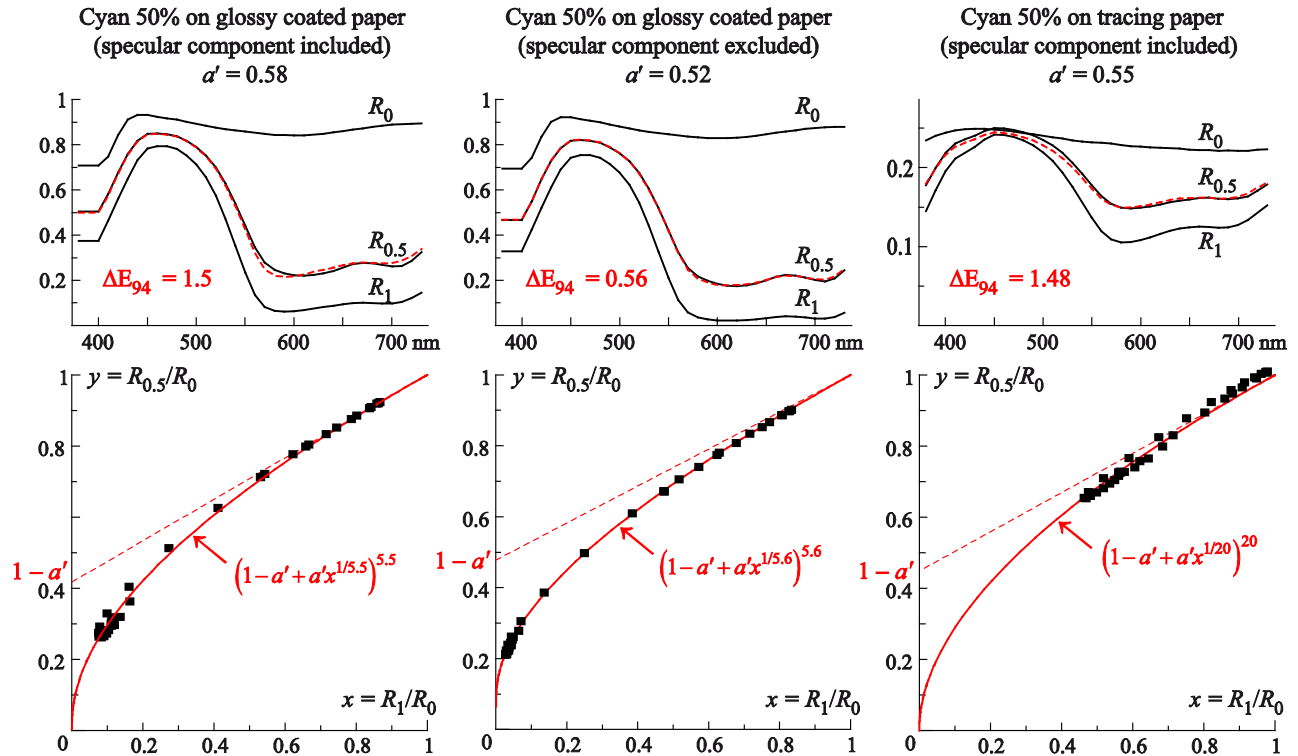 Cyan 50% on glossy coated paper
(specular component included)
a′ = 0.58
1
0.8
0.6
0.4
0.2
R0
R0.5
R1
ΔE94 = 1.5
400
500
600
700 nm
Cyan 50% on glossy coated paper
(specular component excluded)
a′ = 0.52
1
0.8
0.6
0.4
0.2
R0
R0.5
R1
ΔE94 = 0.56
400
500
600
700 nm
Cyan 50% on tracing paper
(specular component included)
a′ = 0.55
0.2
0.1
R0
R0.5
R1
ΔE94 = 1.48
400
500
600
700 nm
y = R0.5/R0
1
0.8
0.6
1 – a′
0.2
(1 – a′ + a′x^1/5.5)^5.5
x = R1/R0
0
0.2
0.4
0.6
0.8
1
y = R0.5/R0
1
0.8
0.6
1 – a′
0.2
(1 – a′ + a′x^1/5.6)^5.6
x = R1/R0
0
0.2
0.4
0.6
0.8
1
y = R0.5/R0
1
0.8
0.6
1 – a′
0.2
(1 – a′ + a′x^1/20)^20
x = R1/R0
0
0.2
0.4
0.6
0.8
1